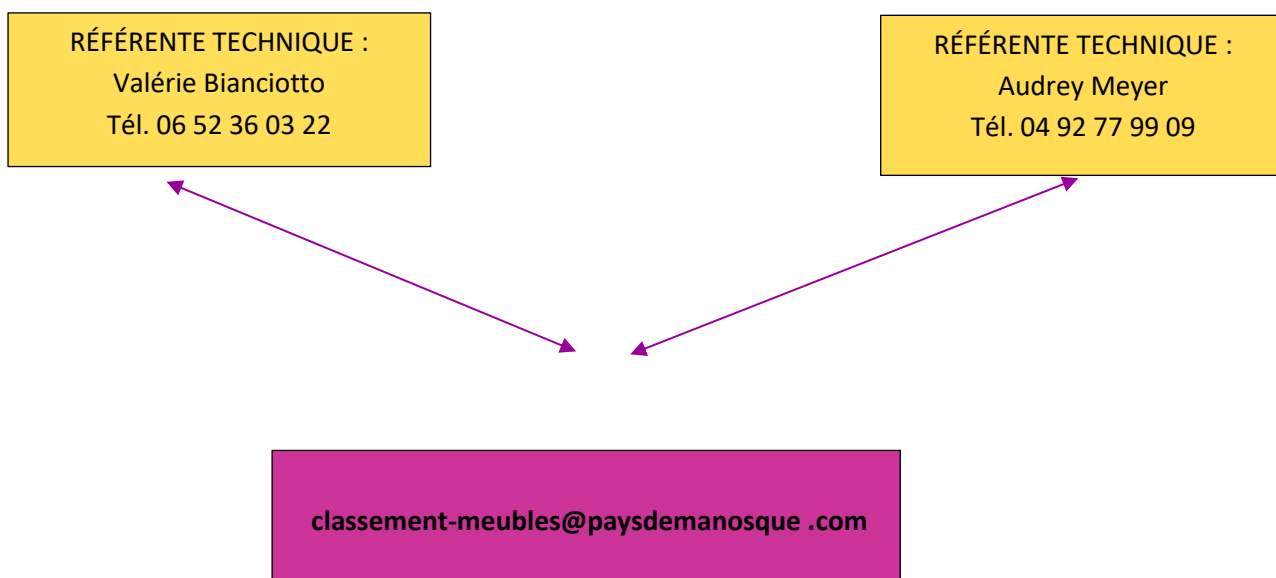 RÉFÉRENTE TECHNIQUE :
Valérie Bianciotto
Tél. 06 52 36 03 22
RÉFÉRENTE TECHNIQUE :
Audrey Meyer
Tél. 04 92 77 99 09
classement-meubles@paysdemanosque .com